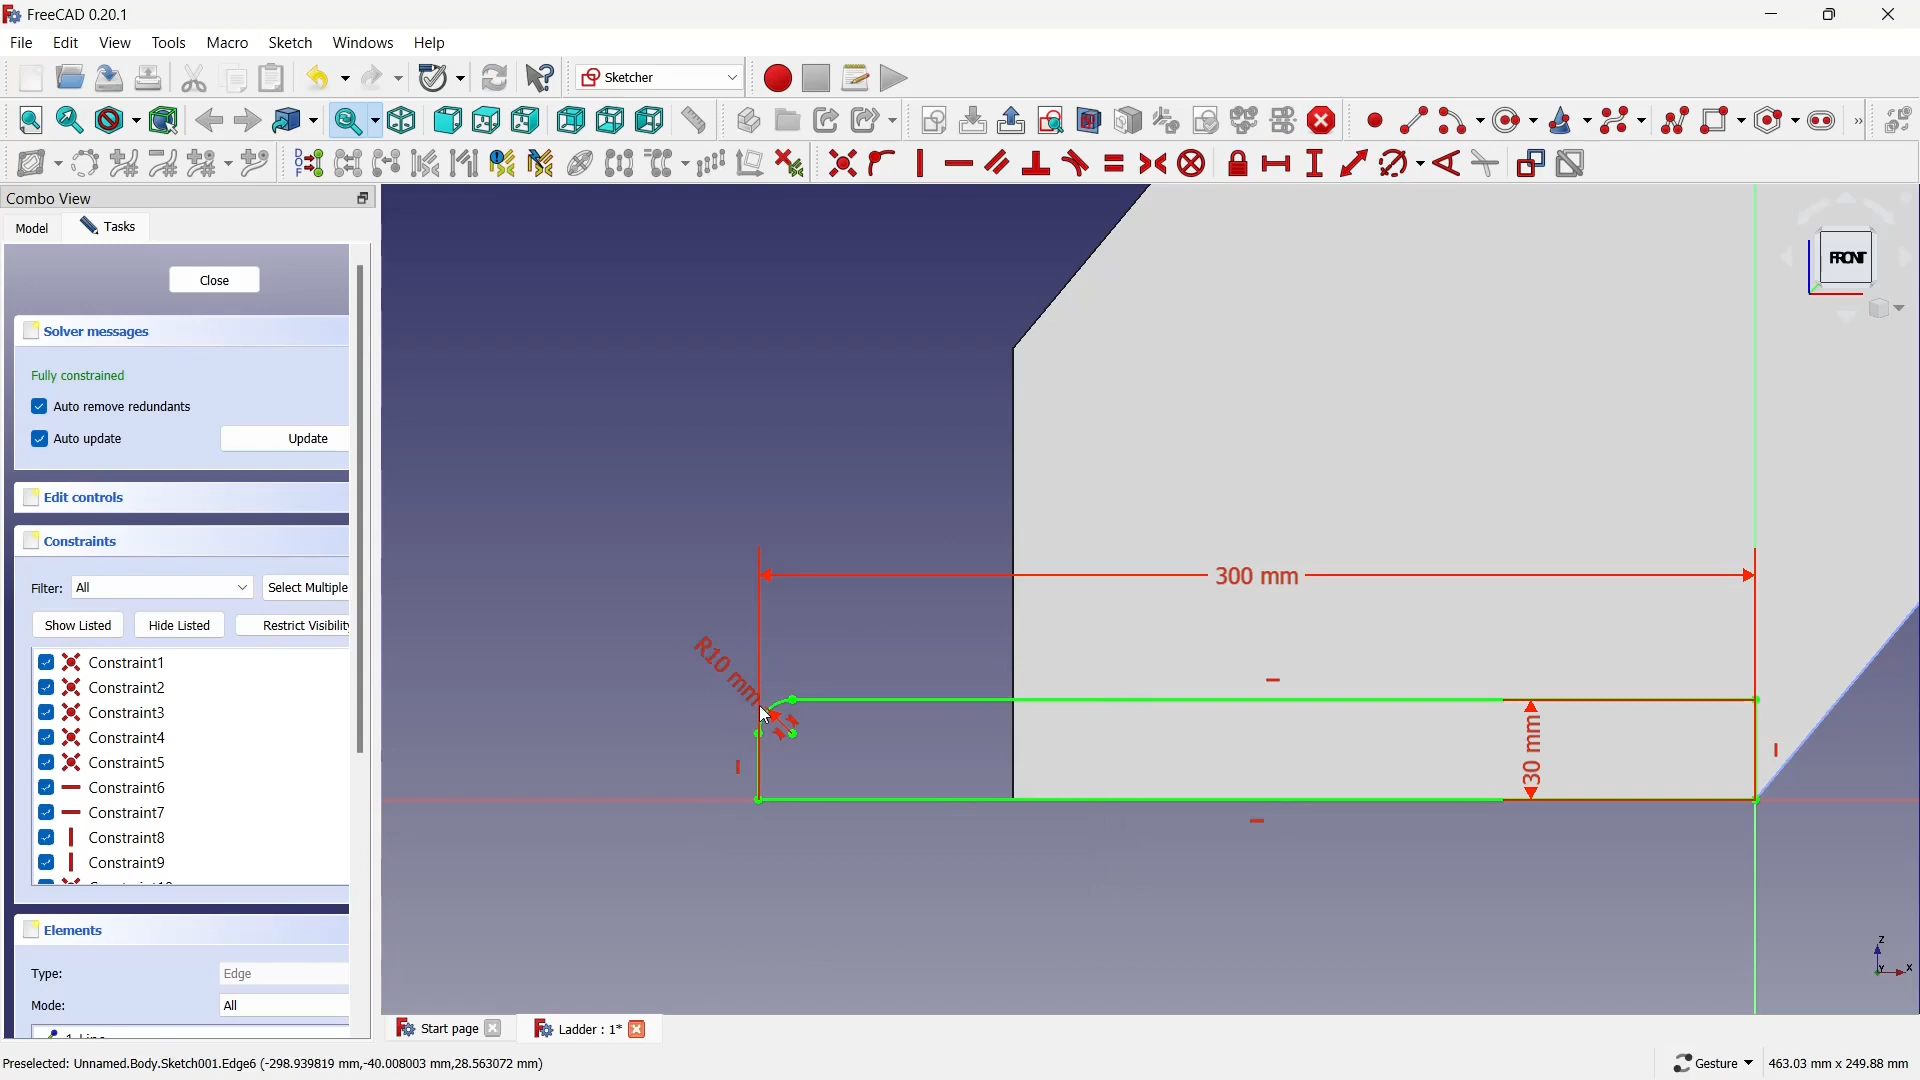 FreeCAD 0.20.1
File Edit View Tools Macro Sketch Windows Help
Sketcher
Combo View
Model Tasks
Close
Solver messages
Fully constrained
Auto remove redundants
Auto update Update
Edit controls
Constraints
Filter: All Select Multiple
Show Listed Hide Listed Restrict Visibility
Constraint1
Constraint2
Constraint3
Constraint4
Constraint5
Constraint6
Constraint7
Constraint8
Constraint9
Elements
Type: Edge
Mode: All
FRONT
300 mm
R10 mm
30 mm
Z
Y
X
Start page Ladder : 1*
Preselected: Unnamed.Body.Sketch001.Edge6 (-298.939819 mm,-40.008003 mm,28.563072 mm)
Gesture 463.03 mm x 249.88 mm